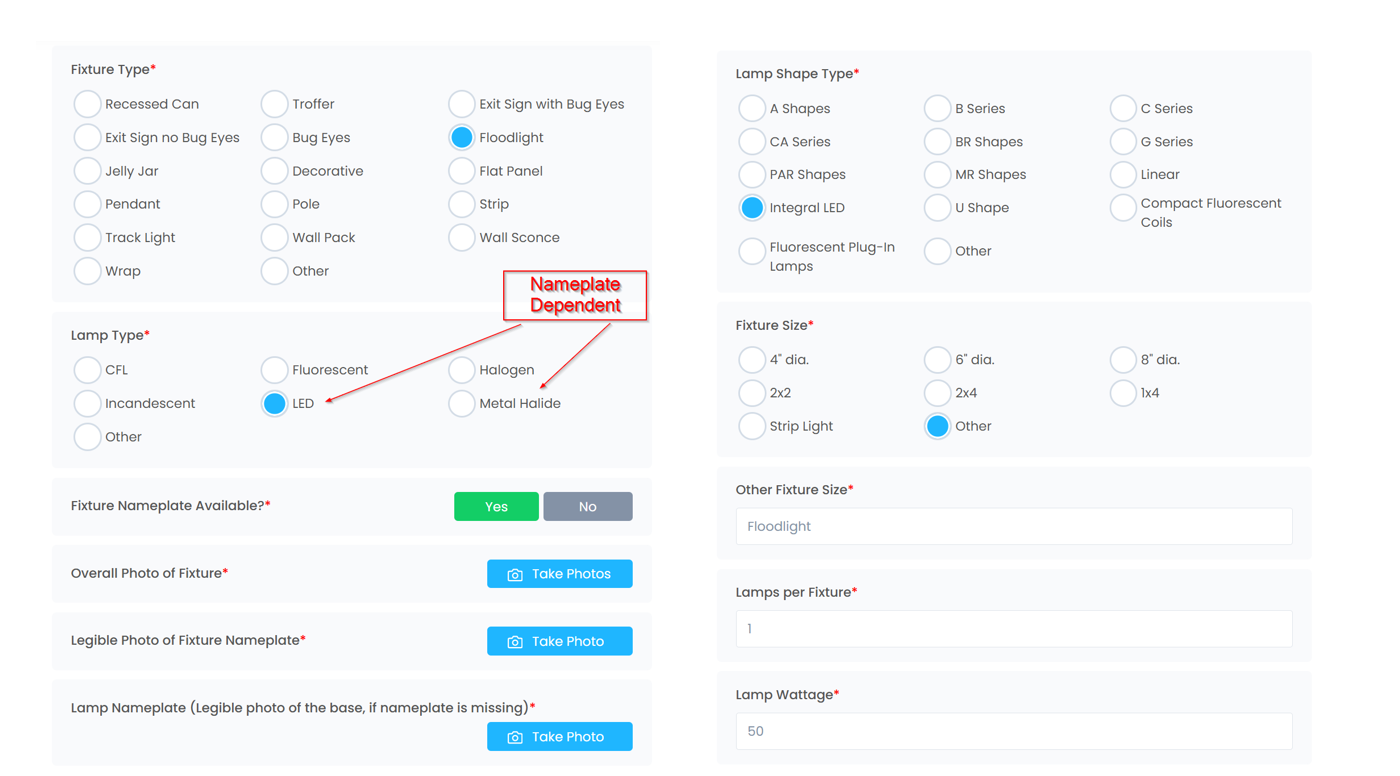 Fixture Type*
Recessed Can
Troffer
Exit Sign with Bug Eyes
Exit Sign no Bug Eyes
Bug Eyes
Floodlight
Jelly Jar
Decorative
Flat Panel
Pendant
Pole
Strip
Track Light
Wall Pack
Wall Sconce
Wrap
Other
Nameplate
Dependent
Lamp Type*
CFL
Fluorescent
Halogen
Incandescent
LED
Metal Halide
Other
Fixture Nameplate Available?*
Yes
No
Overall Photo of Fixture*
Take Photos
Legible Photo of Fixture Nameplate*
Take Photo
Lamp Nameplate (Legible photo of the base, if nameplate is missing)*
Take Photo
Lamp Shape Type*
A Shapes
B Series
C Series
CA Series
BR Shapes
G Series
PAR Shapes
MR Shapes
Linear
Integral LED
U Shape
Compact Fluorescent
Coils
Fluorescent Plug-In
Lamps
Other
Fixture Size*
4" dia.
6" dia.
8" dia.
2x2
2x4
1x4
Strip Light
Other
Other Fixture Size*
Floodlight
Lamps per Fixture*
1
Lamp Wattage*
50